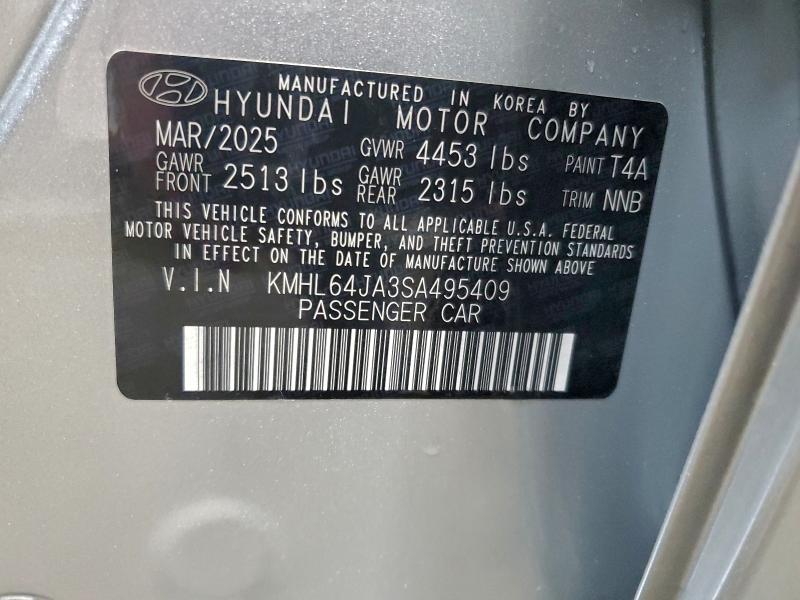 MANUFACTURED IN KOREA BY
HYUNDAI MOTOR COMPANY
MAR/2025 GVWR 4453 lbs PAINT T4A
GAWR FRONT 2513 lbs GAWR REAR 2315 lbs TRIM NNB
THIS VEHICLE CONFORMS TO ALL APPLICABLE U.S.A. FEDERAL
MOTOR VEHICLE SAFETY, BUMPER, AND THEFT PREVENTION STANDARDS
IN EFFECT ON THE DATE OF MANUFACTURE SHOWN ABOVE
V.I.N KMHL64JA3SA495409
PASSENGER CAR